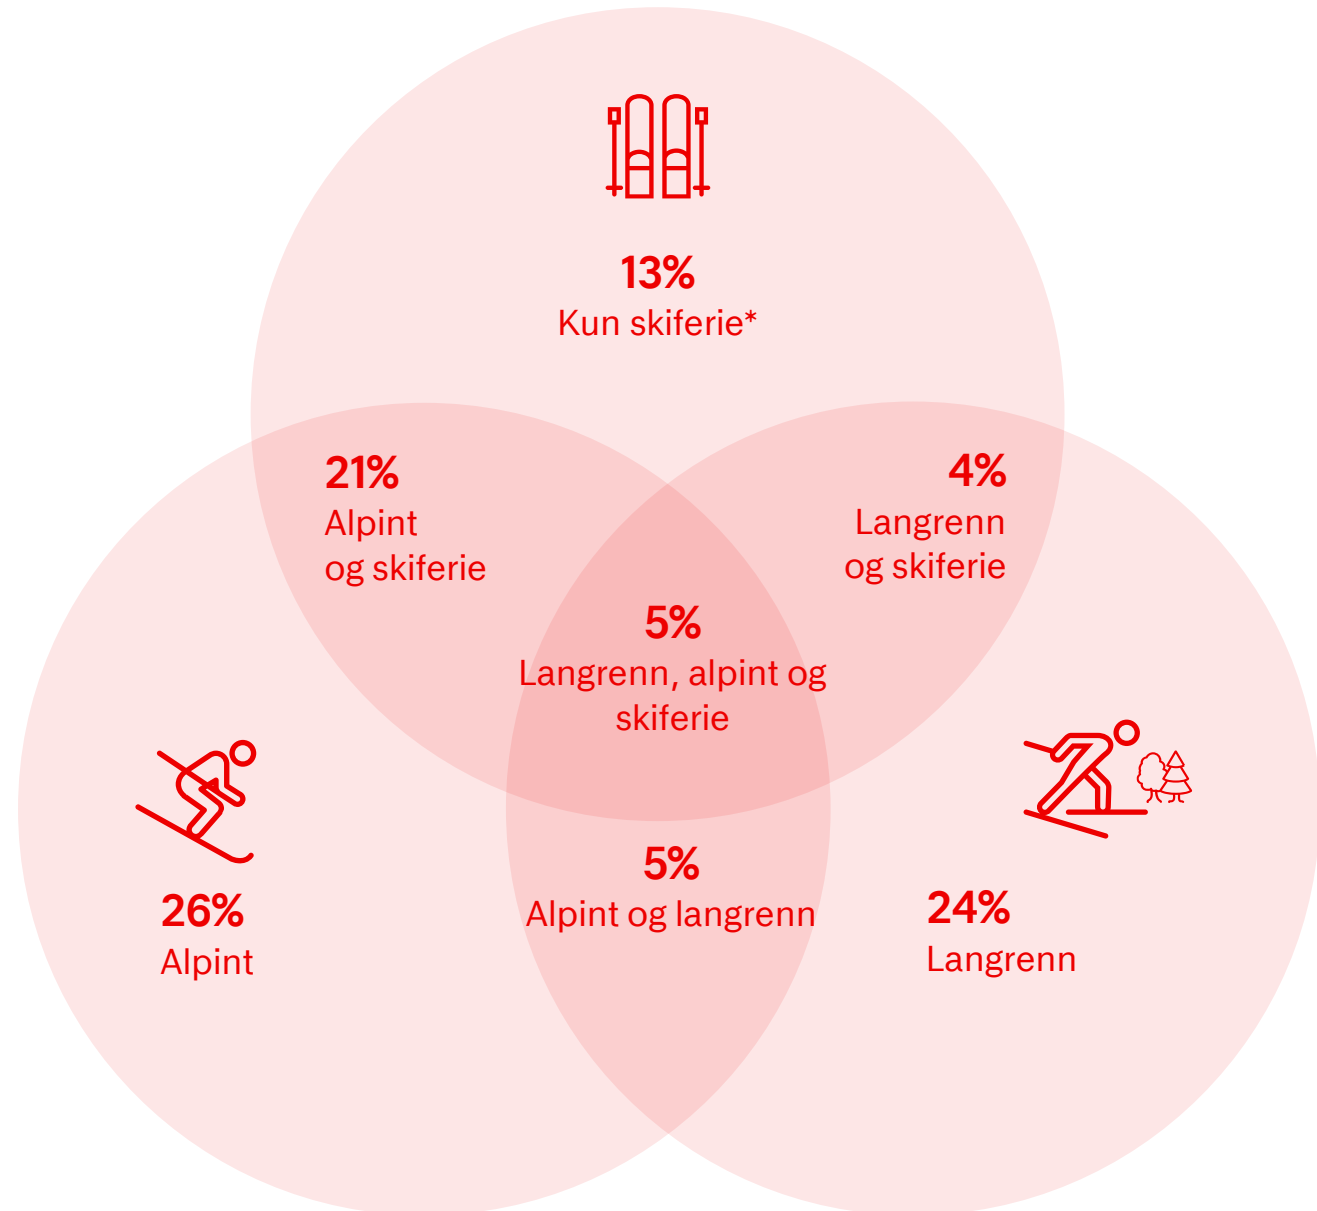 13%
Kun skiferie*
21%
Alpint
og skiferie
4%
Langrenn
og skiferie
5%
Langrenn, alpint og
skiferie
5%
Alpint og langrenn
26%
Alpint
24%
Langrenn